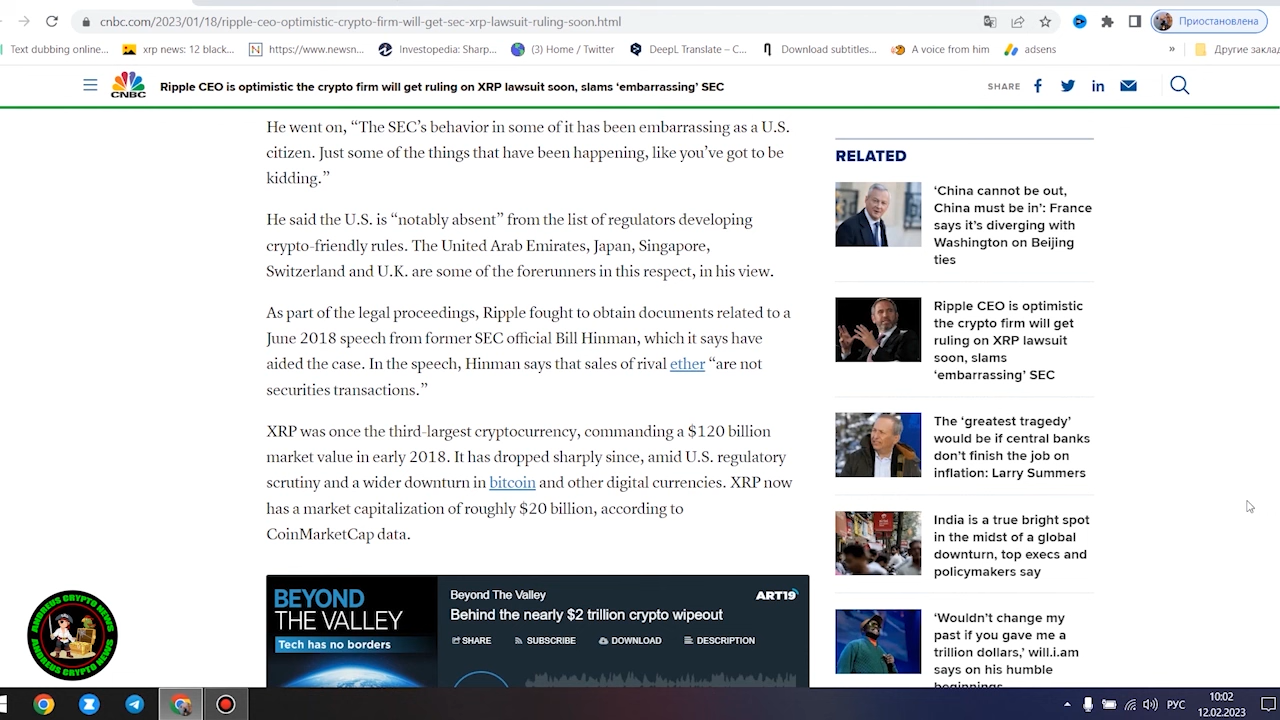 cnbc.com/2023/01/18/ripple-ceo-optimistic-crypto-firm-will-get-sec-xrp-lawsuit-ruling-soon.html
Приостановлена
Text dubbing online...
xrp news: 12 black...
https://www.newsn...
Investopedia: Sharp...
(3) Home / Twitter
DeepL Translate – C...
Download subtitles...
A voice from him
adsens
»
Другие закла
CNBC
Ripple CEO is optimistic the crypto firm will get ruling on XRP lawsuit soon, slams ‘embarrassing’ SEC
SHARE
He went on, “The SEC’s behavior in some of it has been embarrassing as a U.S.
citizen. Just some of the things that have been happening, like you’ve got to be
kidding.”
He said the U.S. is “notably absent” from the list of regulators developing
crypto-friendly rules. The United Arab Emirates, Japan, Singapore,
Switzerland and U.K. are some of the forerunners in this respect, in his view.
As part of the legal proceedings, Ripple fought to obtain documents related to a
June 2018 speech from former SEC official Bill Hinman, which it says have
aided the case. In the speech, Hinman says that sales of rival ether “are not
securities transactions.”
XRP was once the third-largest cryptocurrency, commanding a $120 billion
market value in early 2018. It has dropped sharply since, amid U.S. regulatory
scrutiny and a wider downturn in bitcoin and other digital currencies. XRP now
has a market capitalization of roughly $20 billion, according to
CoinMarketCap data.
BEYOND
THE VALLEY
Tech has no borders
Beyond The Valley
Behind the nearly $2 trillion crypto wipeout
ART19
SHARE
SUBSCRIBE
DOWNLOAD
DESCRIPTION
RELATED
‘China cannot be out,
China must be in’: France
says it’s diverging with
Washington on Beijing
ties
Ripple CEO is optimistic
the crypto firm will get
ruling on XRP lawsuit
soon, slams
‘embarrassing’ SEC
The ‘greatest tragedy’
would be if central banks
don’t finish the job on
inflation: Larry Summers
India is a true bright spot
in the midst of a global
downturn, top execs and
policymakers say
‘Wouldn’t change my
past if you gave me a
trillion dollars,’ will.i.am
says on his humble
beginnings
ANDREUS CRYPTO NEWS
ANDREUS CRYPTO NEWS
РУС
10:02
12.02.2023